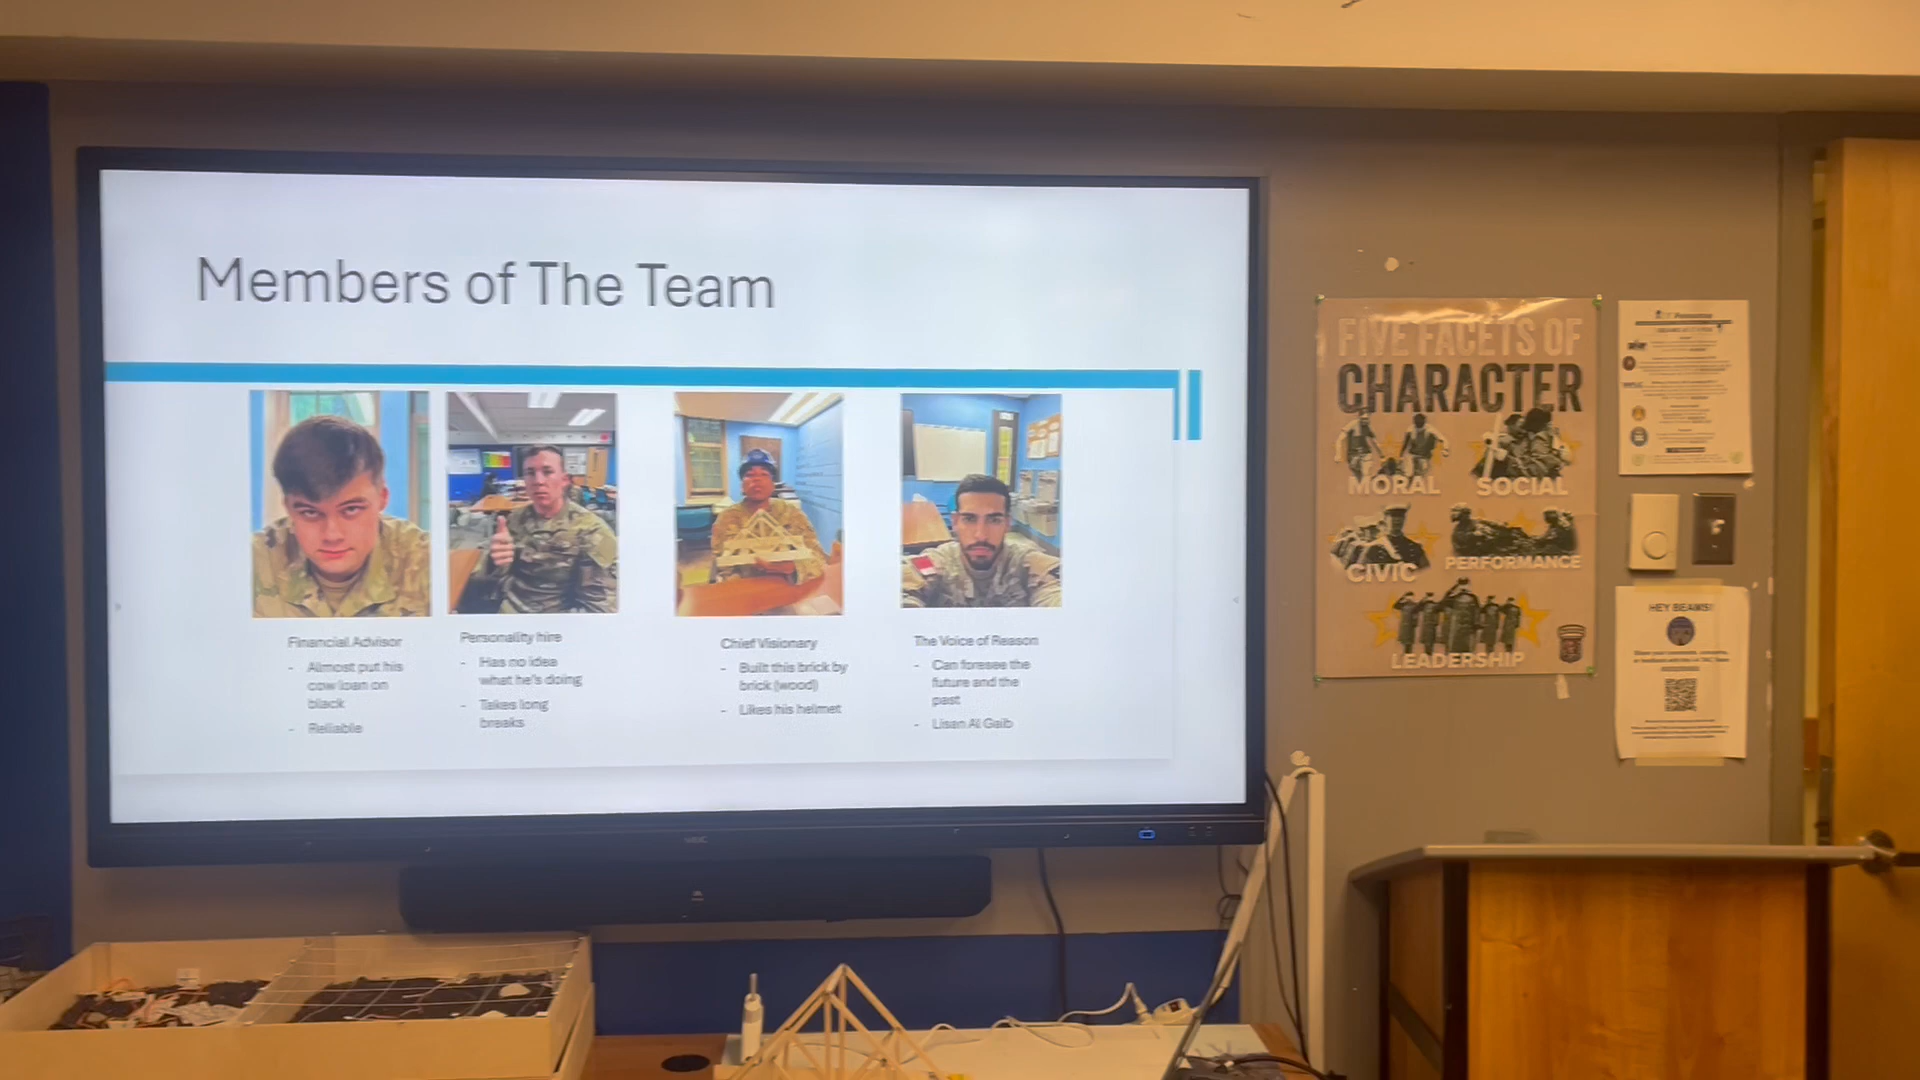 Members of The Team
Financial Advisor
- Almost put his
cow loan on
black
- Reliable
Personality hire
- Has no idea
what he's doing
- Takes long
breaks
Chief Visionary
- Built this brick by
brick (wood)
- Likes his helmet
The Voice of Reason
- Can foresee the
future and the
past
- Lisan Al Gaib
FIVE FACETS OF
CHARACTER
MORAL SOCIAL
CIVIC PERFORMANCE
LEADERSHIP
HEY BEAMS!